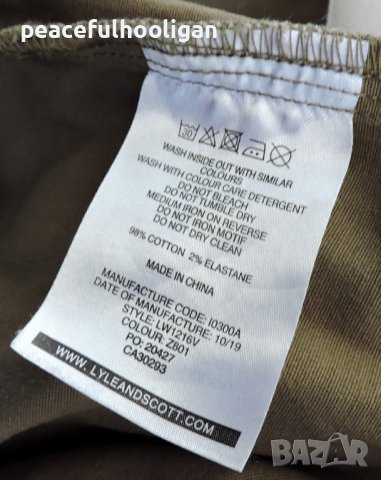 peacefulhooligan
30
WASH INSIDE OUT WITH SIMILAR
COLOURS
WASH WITH COLOUR CARE DETERGENT
DO NOT BLEACH
DO NOT TUMBLE DRY
MEDIUM IRON ON REVERSE
DO NOT IRON MOTIF
DO NOT DRY CLEAN
98% COTTON 2% ELASTANE
MADE IN CHINA
MANUFACTURE CODE: I0300A
DATE OF MANUFACTURE: 10/19
STYLE: LW1216V
COLOUR: Z801
PO: 20427
CA30293
WWW.LYLEANDSCOTT.COM
BAZAR